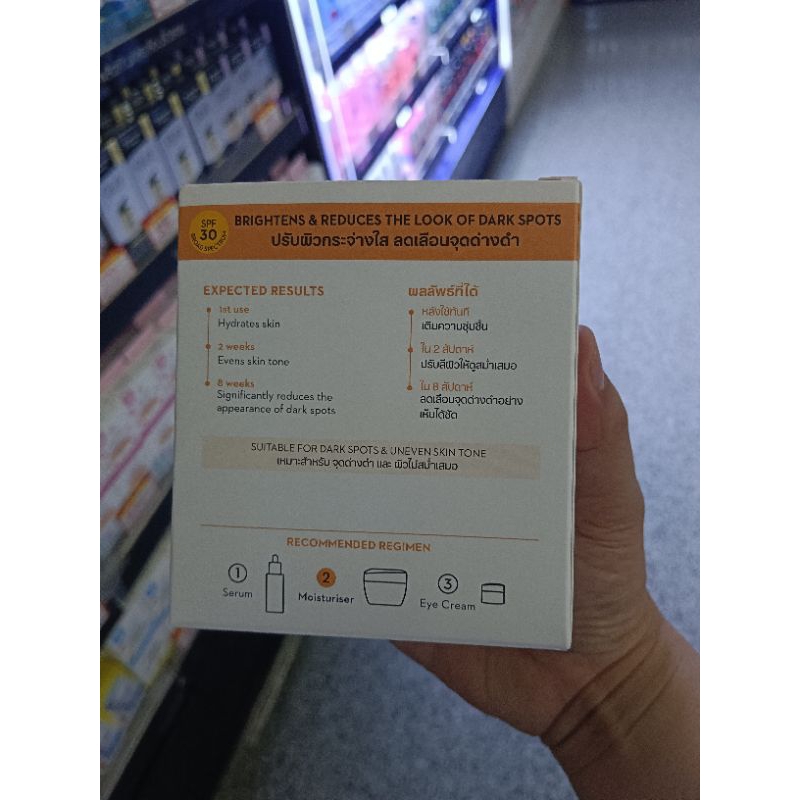 SPF
30
BROAD SPECTRUM
BRIGHTENS & REDUCES THE LOOK OF DARK SPOTS
ปรับผิวกระจ่างใส ลดเลือนจุดด่างดำ
EXPECTED RESULTS
1st use
Hydrates skin
2 weeks
Evens skin tone
8 weeks
Significantly reduces the
appearance of dark spots
ผลลัพธ์ที่ได้
หลังใช้ทันที
เติมความชุ่มชื่น
ใน 2 สัปดาห์
ปรับสีผิวให้ดูสม่ำเสมอ
ใน 8 สัปดาห์
ลดเลือนจุดด่างดำอย่าง
เห็นได้ชัด
SUITABLE FOR DARK SPOTS & UNEVEN SKIN TONE
เหมาะสำหรับ จุดด่างดำ และ ผิวไม่สม่ำเสมอ
RECOMMENDED REGIMEN
1
Serum
2
Moisturiser
3
Eye Cream